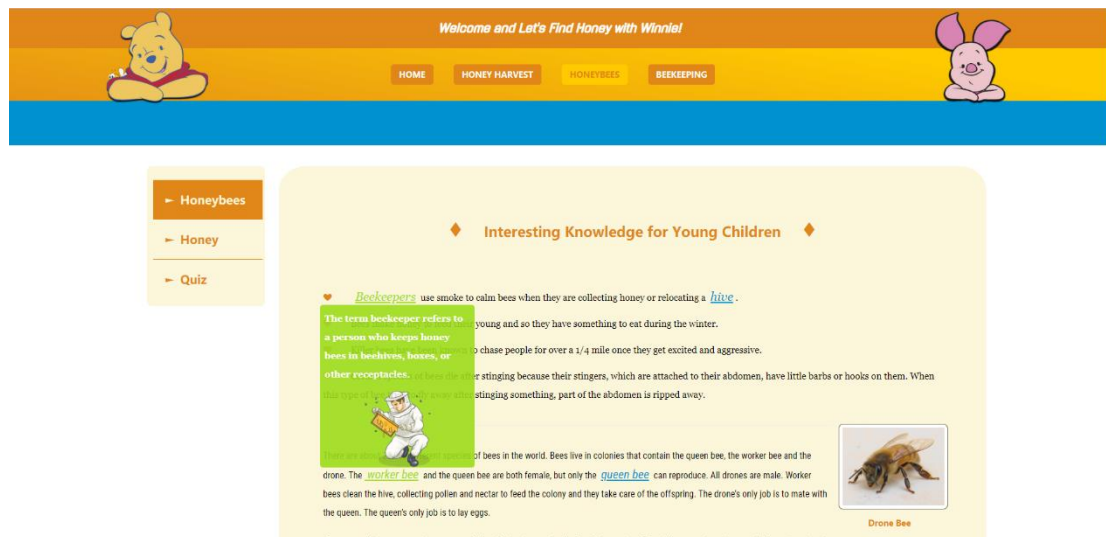 Welcome and Let's Find Honey with Winnie!
HOME HONEY HARVEST HONEYBEES BEEKEEPING
► Honeybees
► Honey
► Quiz
♦ Interesting Knowledge for Young Children ♦
Beekeepers use smoke to calm bees when they are collecting honey or relocating a hive .
The term beekeeper refers to
a person who keeps honey
bees in beehives, boxes, or
other receptacles.
young and so they have something to eat during the winter.
to chase people for over a 1/4 mile once they get excited and aggressive.
after stinging because their stingers, which are attached to their abdomen, have little barbs or hooks on them. When
stinging something, part of the abdomen is ripped away.
of bees in the world. Bees live in colonies that contain the queen bee, the worker bee and the
drone. The worker bee and the queen bee are both female, but only the queen bee can reproduce. All drones are male. Worker
bees clean the hive, collecting pollen and nectar to feed the colony and they take care of the offspring. The drone's only job is to mate with
the queen. The queen's only job is to lay eggs.
Drone Bee